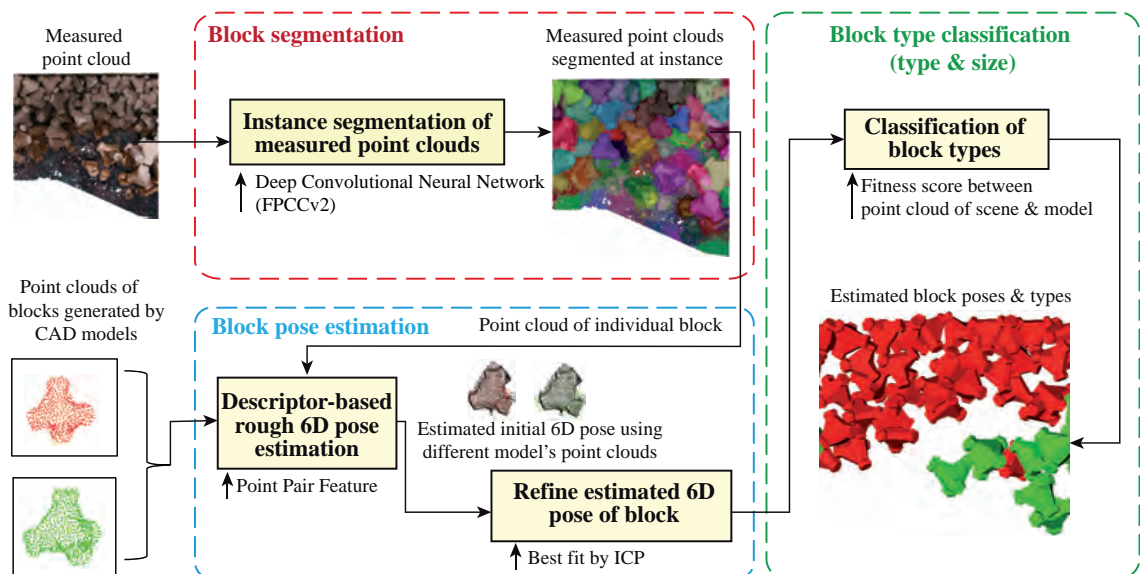 Measured
point cloud
Block segmentation
Instance segmentation of
measured point clouds
Deep Convolutional Neural Network
(FPCCv2)
Measured point clouds
segmented at instance
Point clouds of
blocks generated by
CAD models
Block pose estimation
Point cloud of individual block
Descriptor-based
rough 6D pose
estimation
Point Pair Feature
Estimated initial 6D pose using
different model's point clouds
Refine estimated 6D
pose of block
Best fit by ICP
Block type classification
(type & size)
Classification of
block types
Fitness score between
point cloud of scene & model
Estimated block poses & types